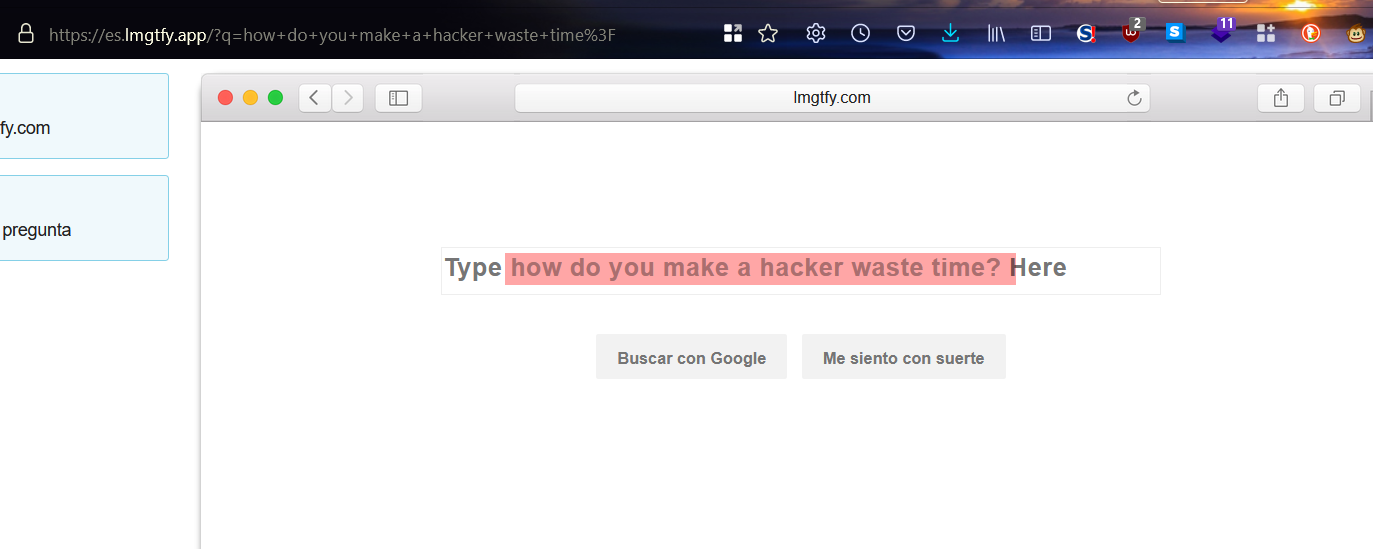 https://es.lmgtfy.app/?q=how+do+you+make+a+hacker+waste+time%3F
2
11
lmgtfy.com
fy.com
pregunta
Type how do you make a hacker waste time? Here
Buscar con Google
Me siento con suerte